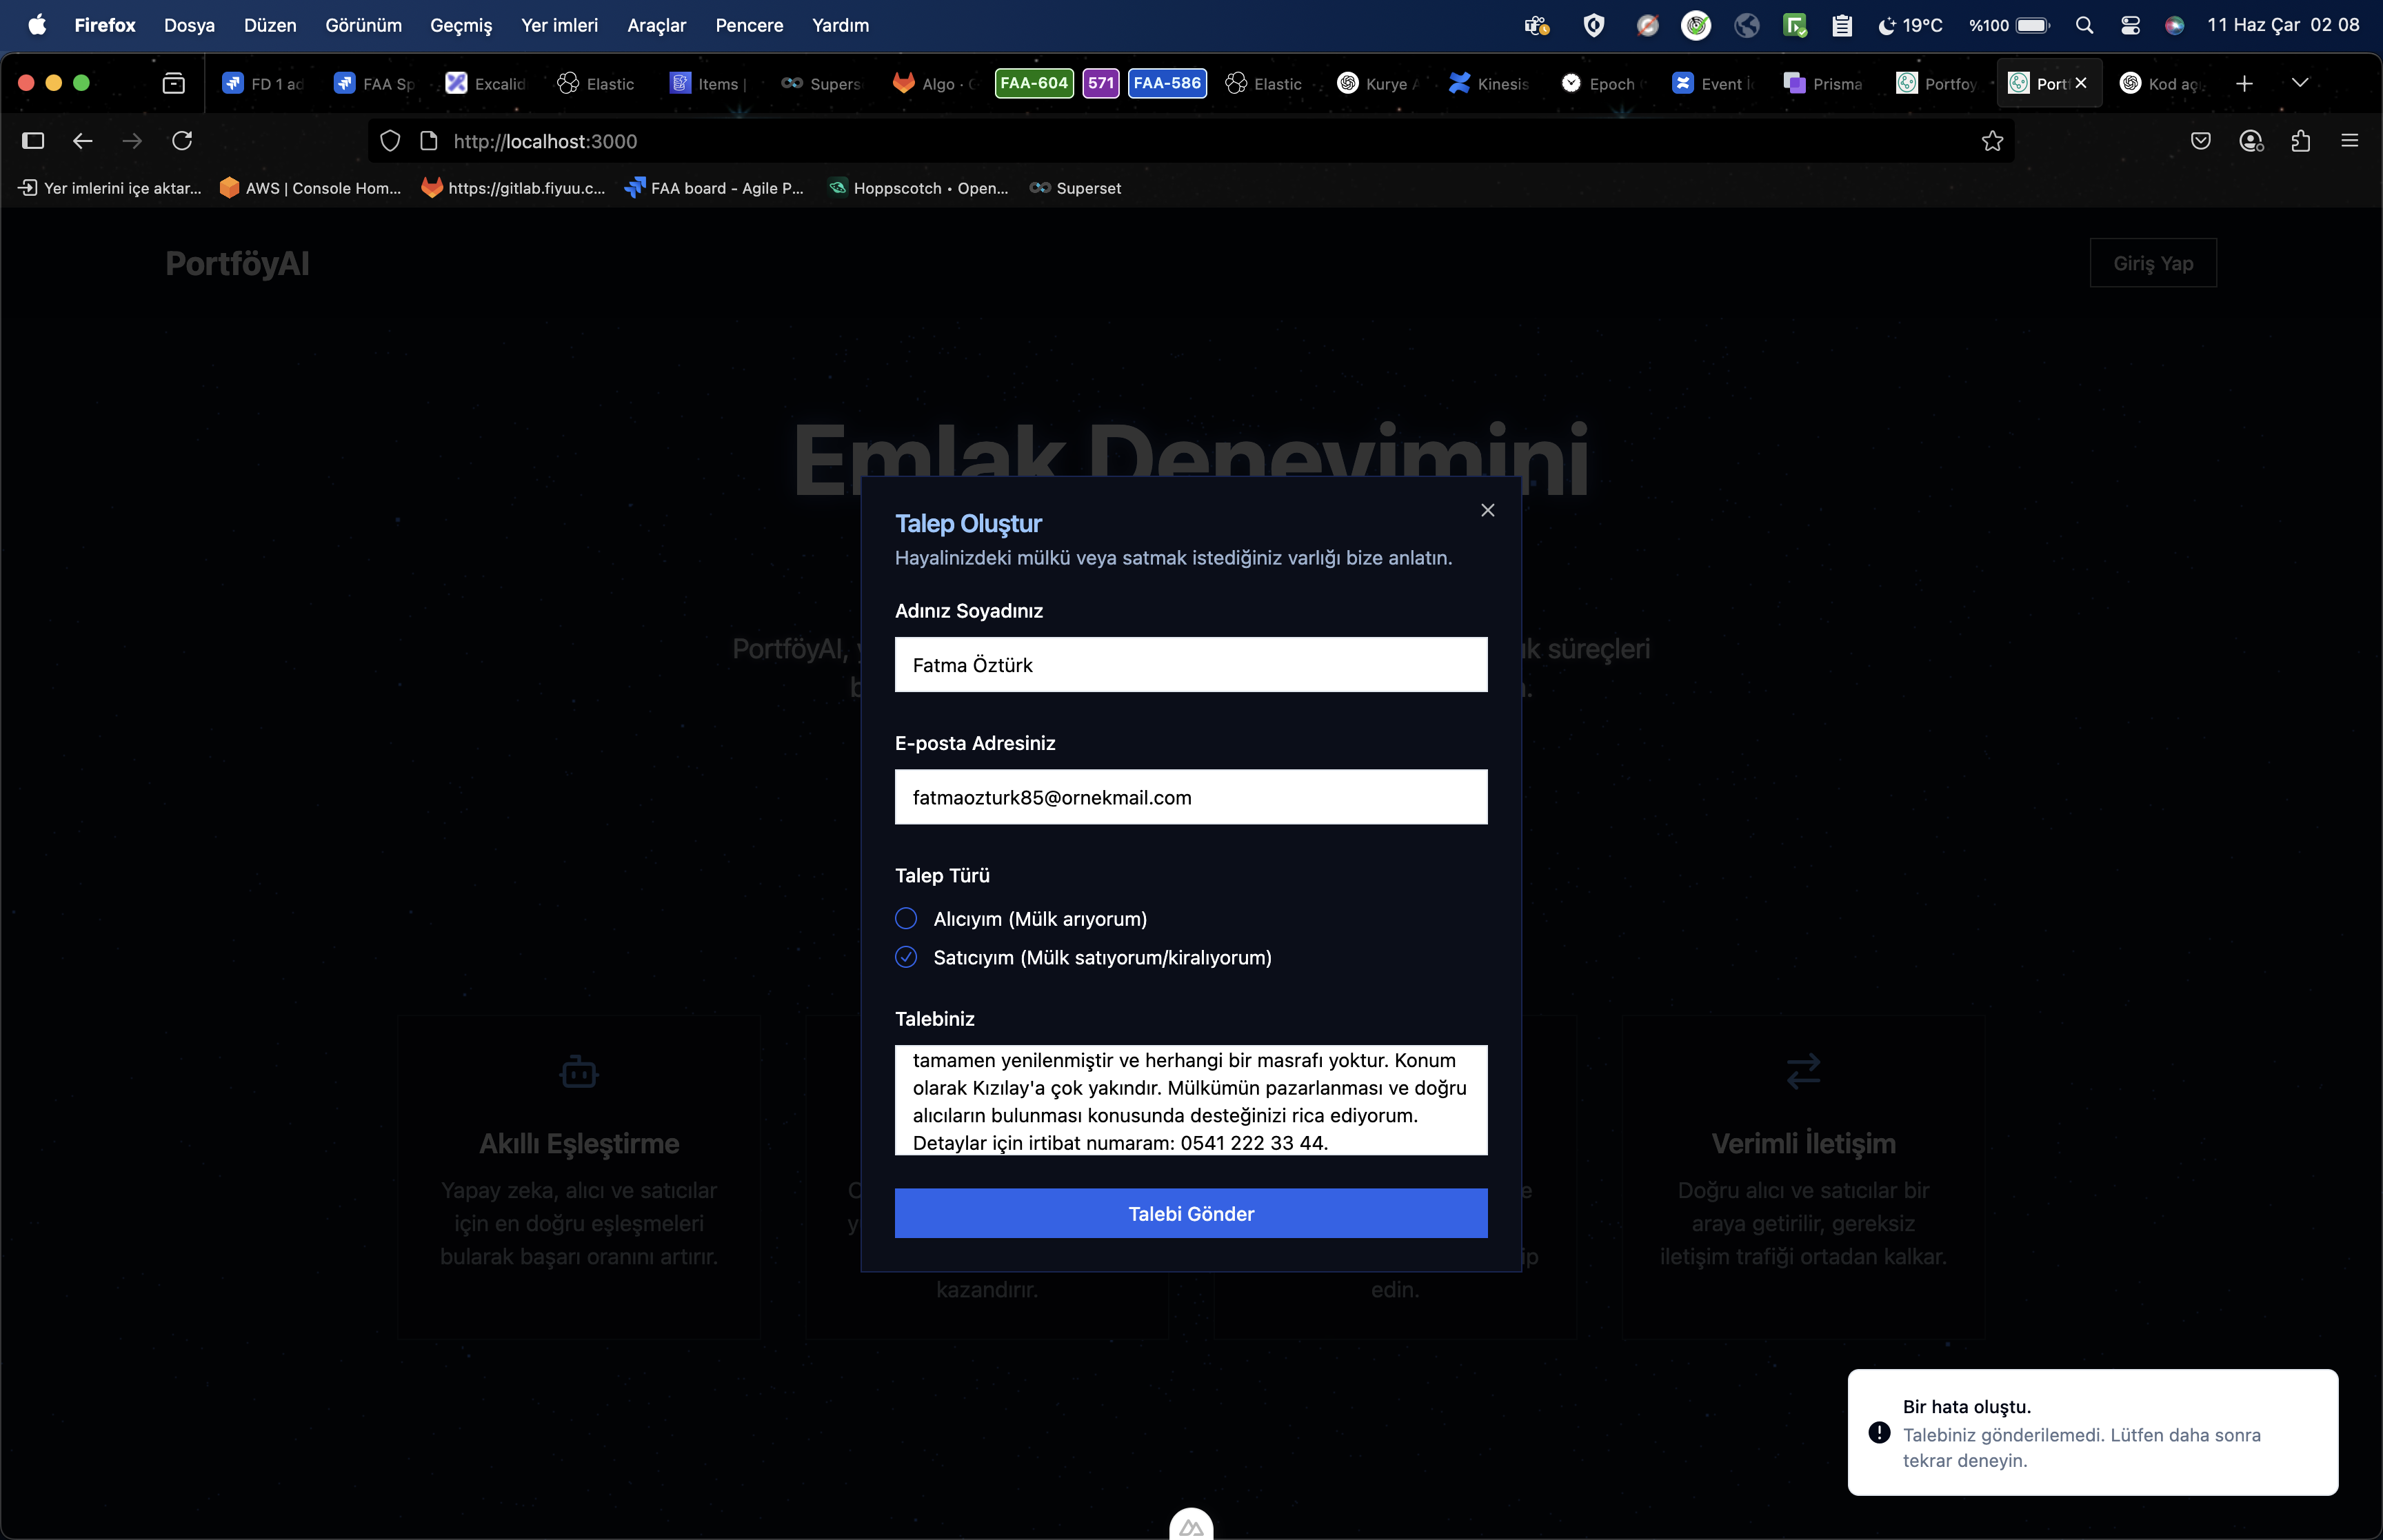 Firefox Dosya Düzen Görünüm Geçmiş Yer imleri Araçlar Pencere Yardım 19°C %100 11 Haz Çar 02 08
FD 1 ad FAA Sp Excalid Elastic Items | Supers Algo · FAA-604 571 FAA-586 Elastic Kurye Kinesis Epoch Event İ Prisma Portföy Port Kod aç
http://localhost:3000
Yer imlerini içe aktar... AWS | Console Hom... https://gitlab.fiyuu.c... FAA board - Agile P... Hoppscotch • Open... Superset
PortföyAI Giriş Yap
Emlak Deneyimini
PortföyAI, süreçleri
Talep Oluştur
Hayalinizdeki mülkü veya satmak istediğiniz varlığı bize anlatın.
Adınız Soyadınız
Fatma Öztürk
E-posta Adresiniz
fatmaozturk85@ornekmail.com
Talep Türü
Alıcıyım (Mülk arıyorum)
Satıcıyım (Mülk satıyorum/kiralıyorum)
Talebiniz
tamamen yenilenmiştir ve herhangi bir masrafı yoktur. Konum
olarak Kızılay'a çok yakındır. Mülkümün pazarlanması ve doğru
alıcıların bulunması konusunda desteğinizi rica ediyorum.
Detaylar için irtibat numaram: 0541 222 33 44.
Talebi Gönder
Akıllı Eşleştirme
Yapay zeka, alıcı ve satıcılar
için en doğru eşleşmeleri
bularak başarı oranını artırır.
kazandırır.
edin.
Verimli İletişim
Doğru alıcı ve satıcılar bir
araya getirilir, gereksiz
iletişim trafiği ortadan kalkar.
Bir hata oluştu.
Talebiniz gönderilemedi. Lütfen daha sonra
tekrar deneyin.